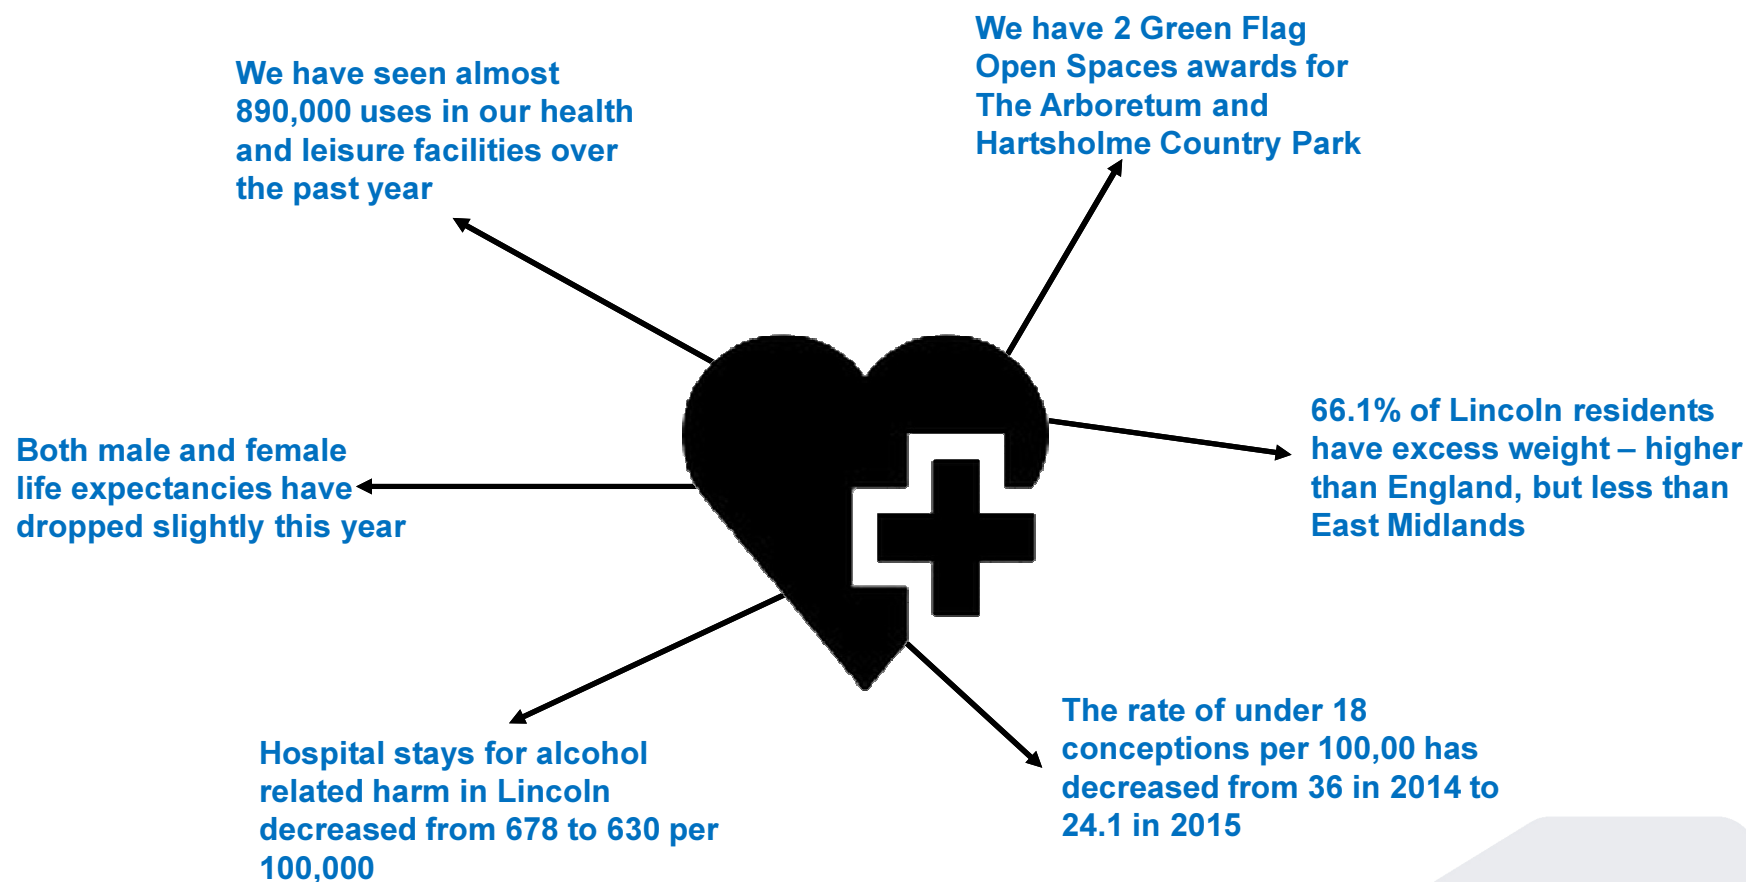 We have seen almost
890,000 uses in our health
and leisure facilities over
the past year
We have 2 Green Flag
Open Spaces awards for
The Arboretum and
Hartsholme Country Park
Both male and female
life expectancies have
dropped slightly this year
66.1% of Lincoln residents
have excess weight – higher
than England, but less than
East Midlands
Hospital stays for alcohol
related harm in Lincoln
decreased from 678 to 630 per
100,000
The rate of under 18
conceptions per 100,00 has
decreased from 36 in 2014 to
24.1 in 2015